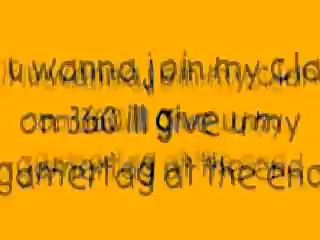 u wanna join my cla
on 360 ill give u my
gamertag at the end